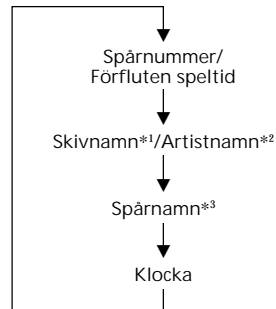 Spårnummer/
Förfluten speltid
Skivnamn*1/Artistnamn*2
Spårnamn*3
Klocka